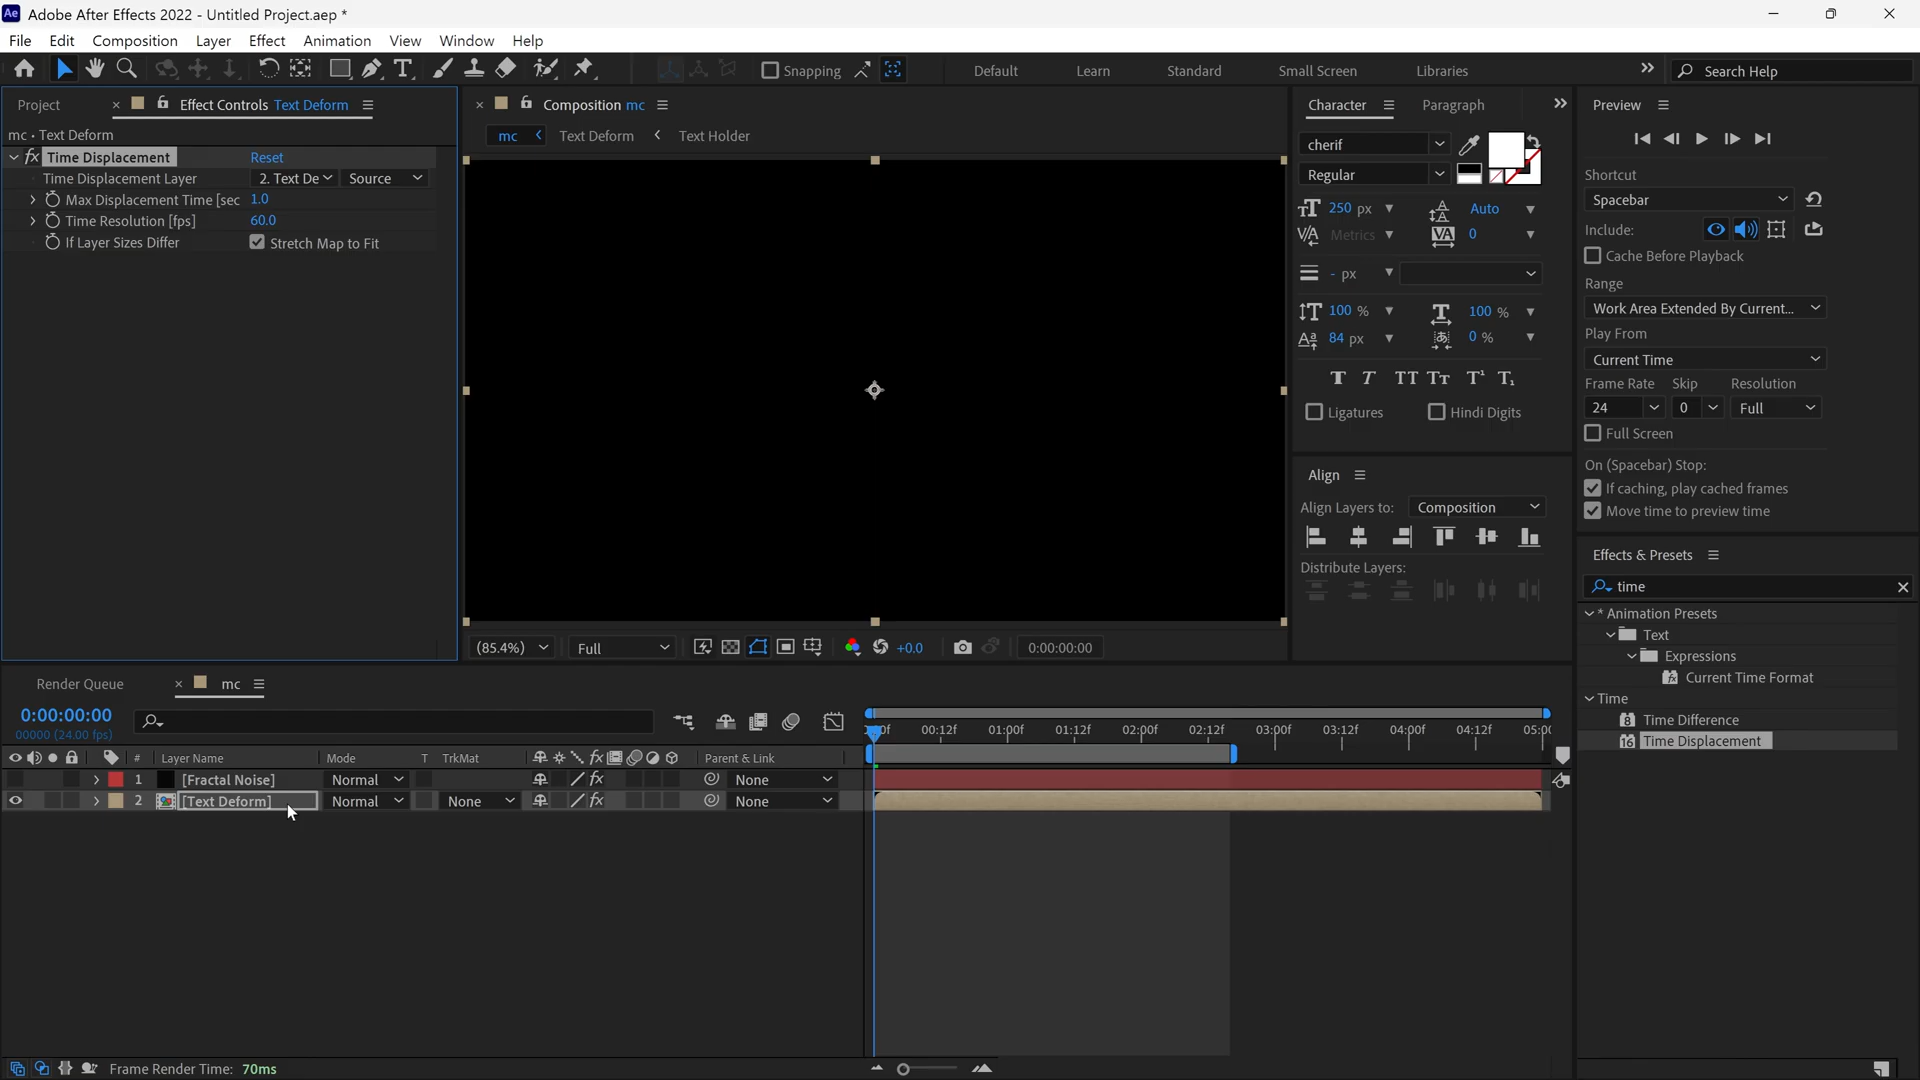 Ae Adobe After Effects 2022 - Untitled Project.aep *
File Edit Composition Layer Effect Animation View Window Help
Snapping Default Learn Standard Small Screen Libraries Search Help
Project Effect Controls Text Deform
mc • Text Deform
fx Time Displacement Reset
Time Displacement Layer 2. Text De Source
Max Displacement Time [sec 1.0
Time Resolution [fps] 60.0
If Layer Sizes Differ Stretch Map to Fit
Composition mc
mc Text Deform Text Holder
(85.4%) Full +0.0 0:00:00:00
Character Paragraph
cherif
Regular
250 px Auto
Metrics 0
- px
100 % 100 %
84 px 0 %
Ligatures Hindi Digits
Align
Align Layers to: Composition
Distribute Layers:
Preview
Shortcut
Spacebar
Include:
Cache Before Playback
Range
Work Area Extended By Current...
Play From
Current Time
Frame Rate Skip Resolution
24 0 Full
Full Screen
On (Spacebar) Stop:
If caching, play cached frames
Move time to preview time
Effects & Presets
time
* Animation Presets
Text
Expressions
Current Time Format
Time
8 Time Difference
16 Time Displacement
Render Queue mc
0:00:00:00
00000 (24.00 fps)
00:12f 01:00f 01:12f 02:00f 02:12f 03:00f 03:12f 04:00f 04:12f
# Layer Name Mode T TrkMat fx Parent & Link
1 [Fractal Noise] Normal fx None
2 [Text Deform] Normal None fx None
Frame Render Time: 70ms